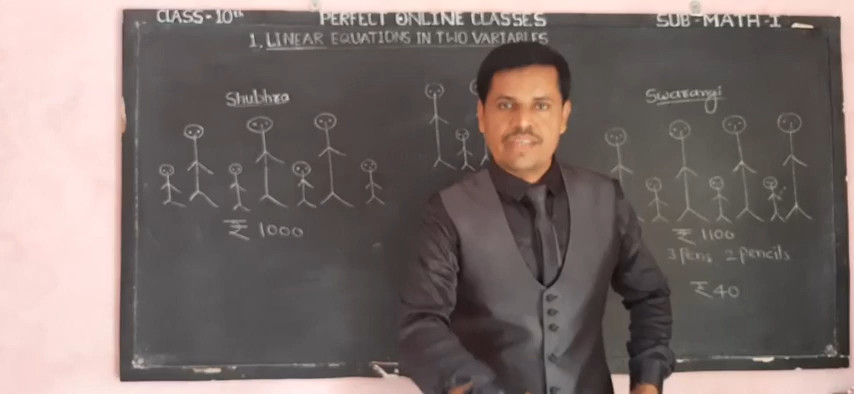 CLASS-10th PERFECT ONLINE CLASSES SUB-MATH-I
1. LINEAR EQUATIONS IN TWO VARIABLES
Shubhra
₹ 1000
Swarangi
₹ 1100
3 pens 2 pencils
₹ 40